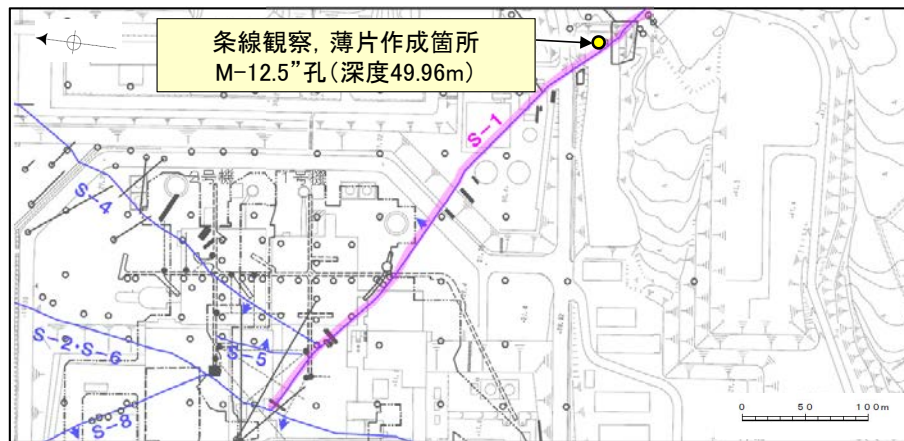 条線観察，薄片作成箇所
M-12.5”孔（深度49.96m）
S-1
2号機
1号機
S-4
S-2・S-6
S-5
S-8
0 50 100m